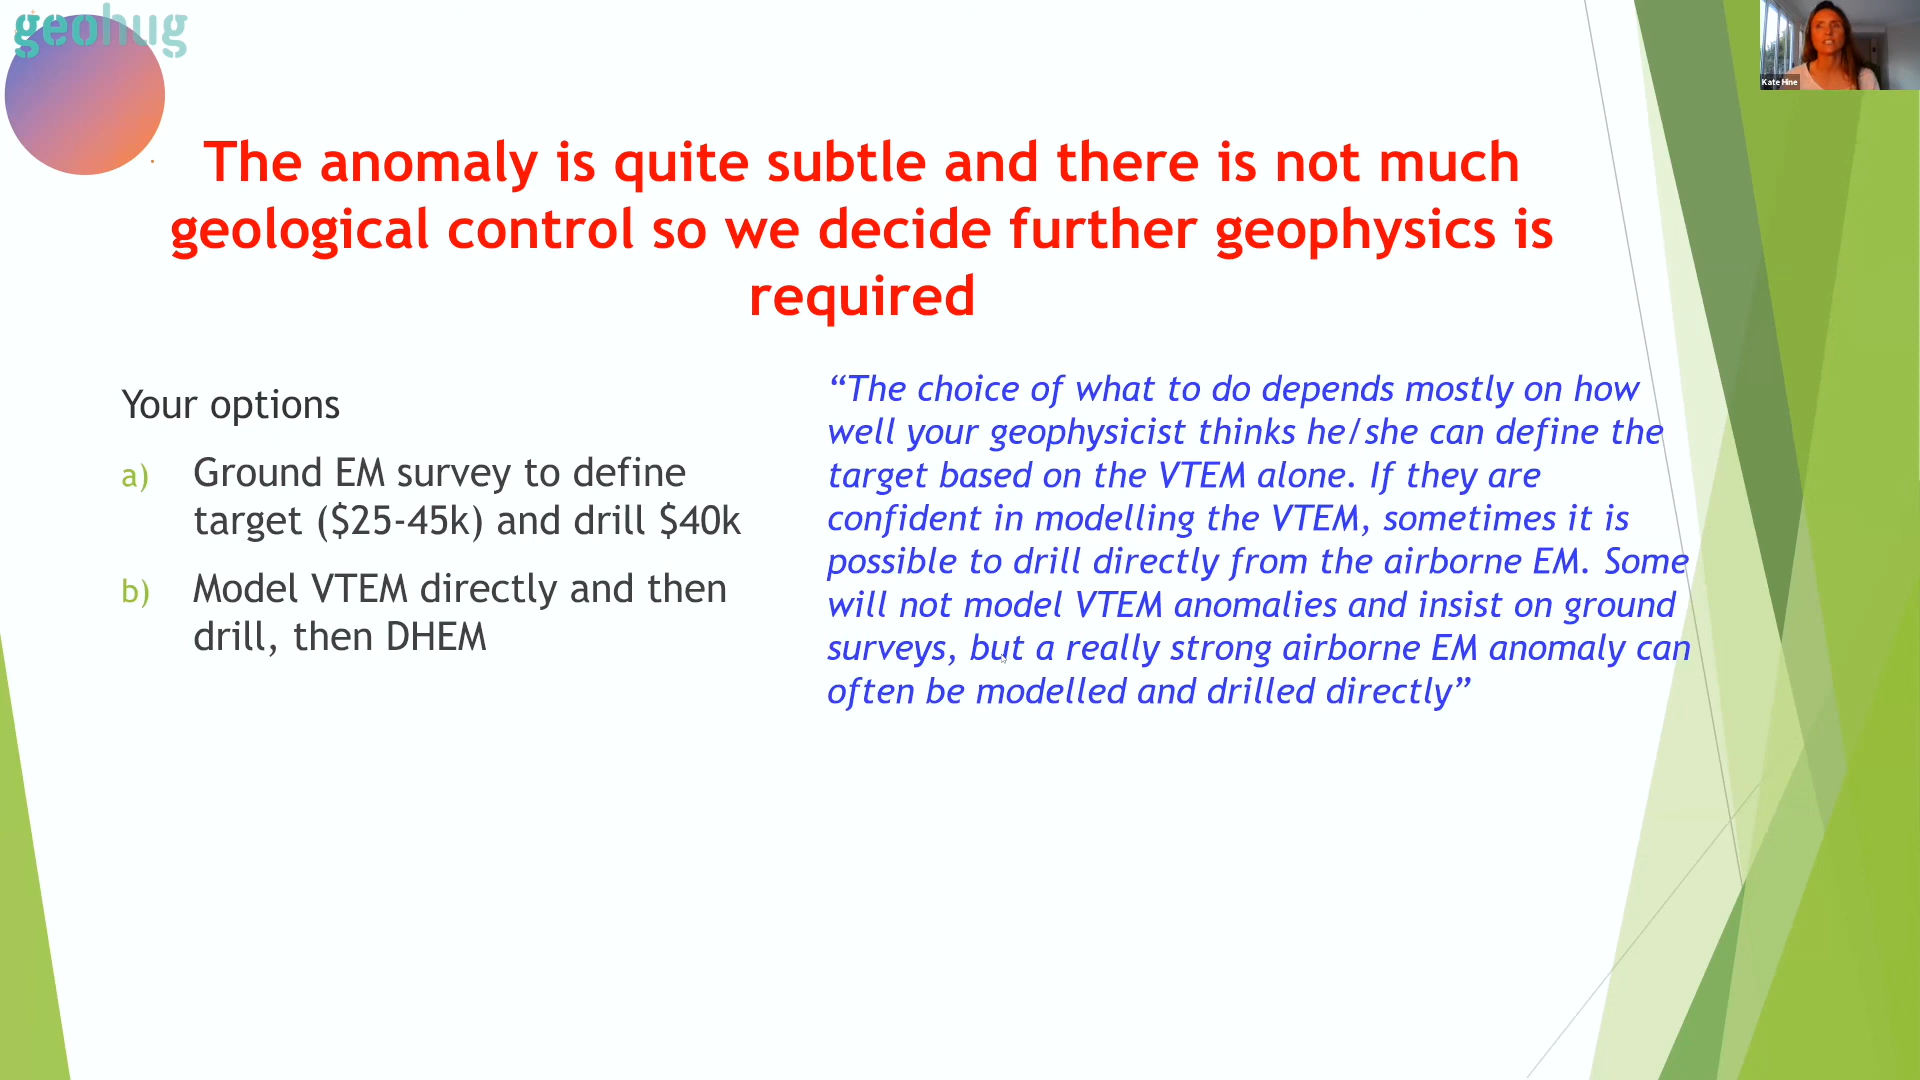 geohug
Kate Hine
The anomaly is quite subtle and there is not much
geological control so we decide further geophysics is
required
Your options
a) Ground EM survey to define
target ($25-45k) and drill $40k
b) Model VTEM directly and then
drill, then DHEM
“The choice of what to do depends mostly on how
well your geophysicist thinks he/she can define the
target based on the VTEM alone. If they are
confident in modelling the VTEM, sometimes it is
possible to drill directly from the airborne EM. Some
will not model VTEM anomalies and insist on ground
surveys, but a really strong airborne EM anomaly can
often be modelled and drilled directly”